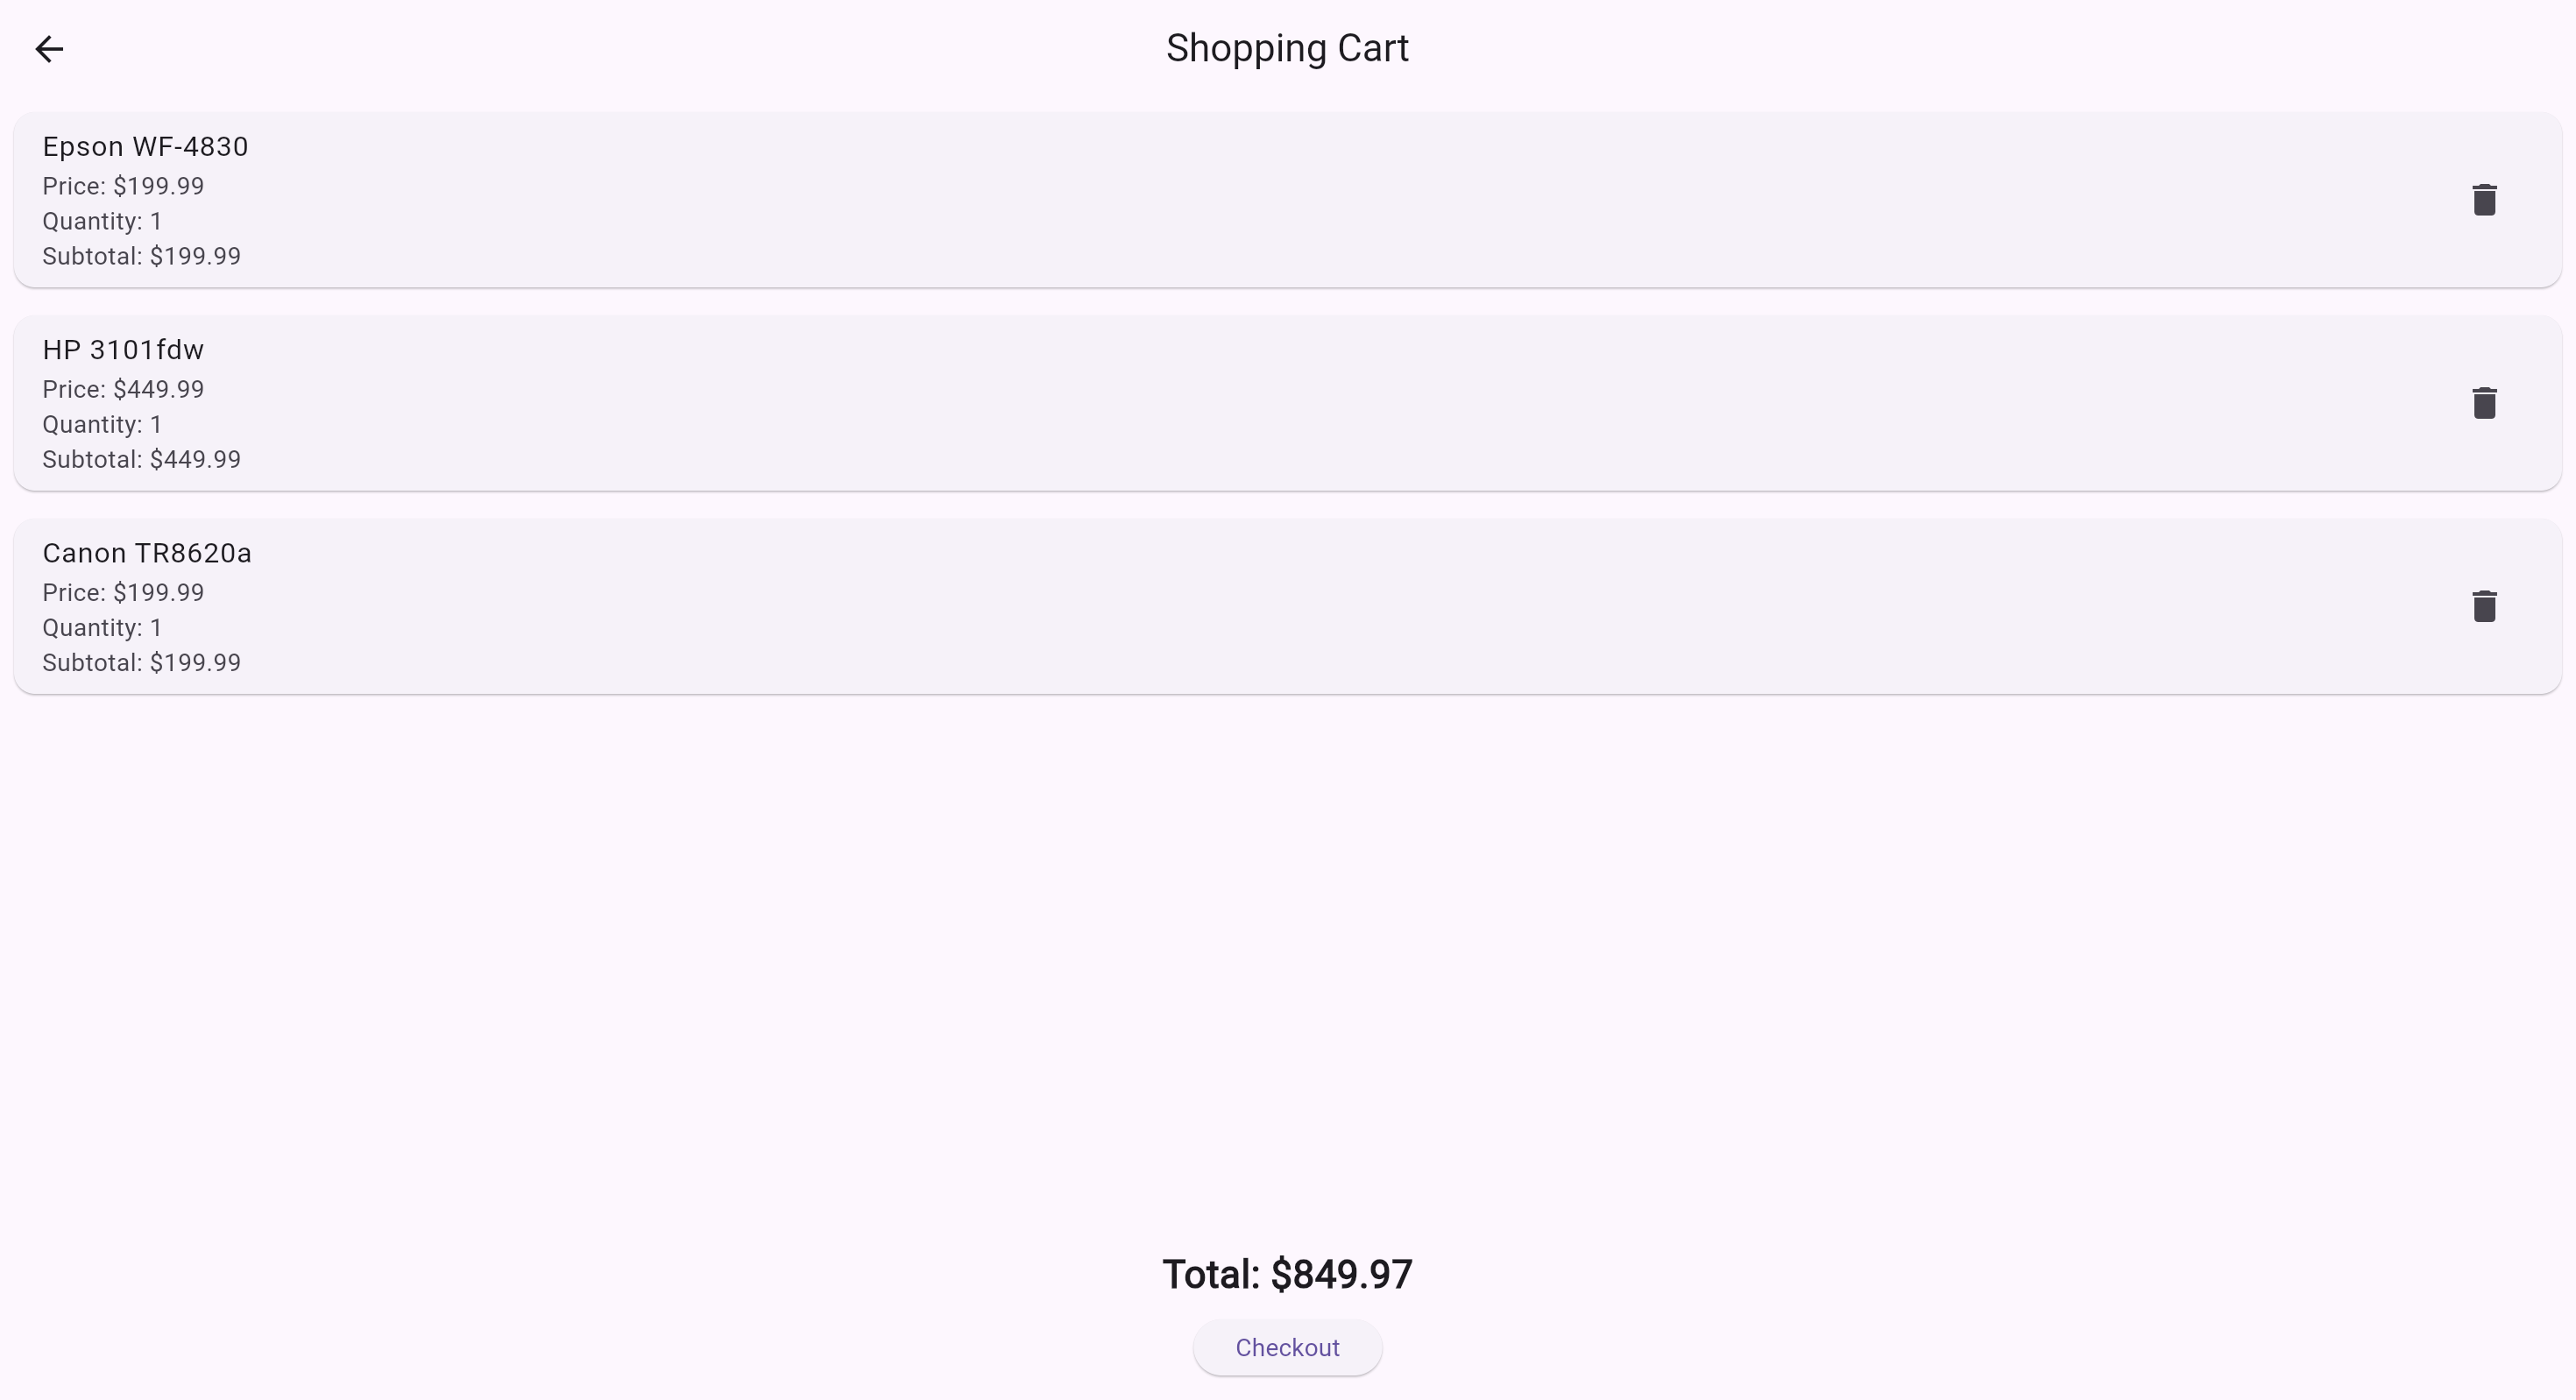 Shopping Cart
Epson WF-4830
Price: $199.99
Quantity: 1
Subtotal: $199.99
HP 3101fdw
Price: $449.99
Quantity: 1
Subtotal: $449.99
Canon TR8620a
Price: $199.99
Quantity: 1
Subtotal: $199.99
Total: $849.97
Checkout